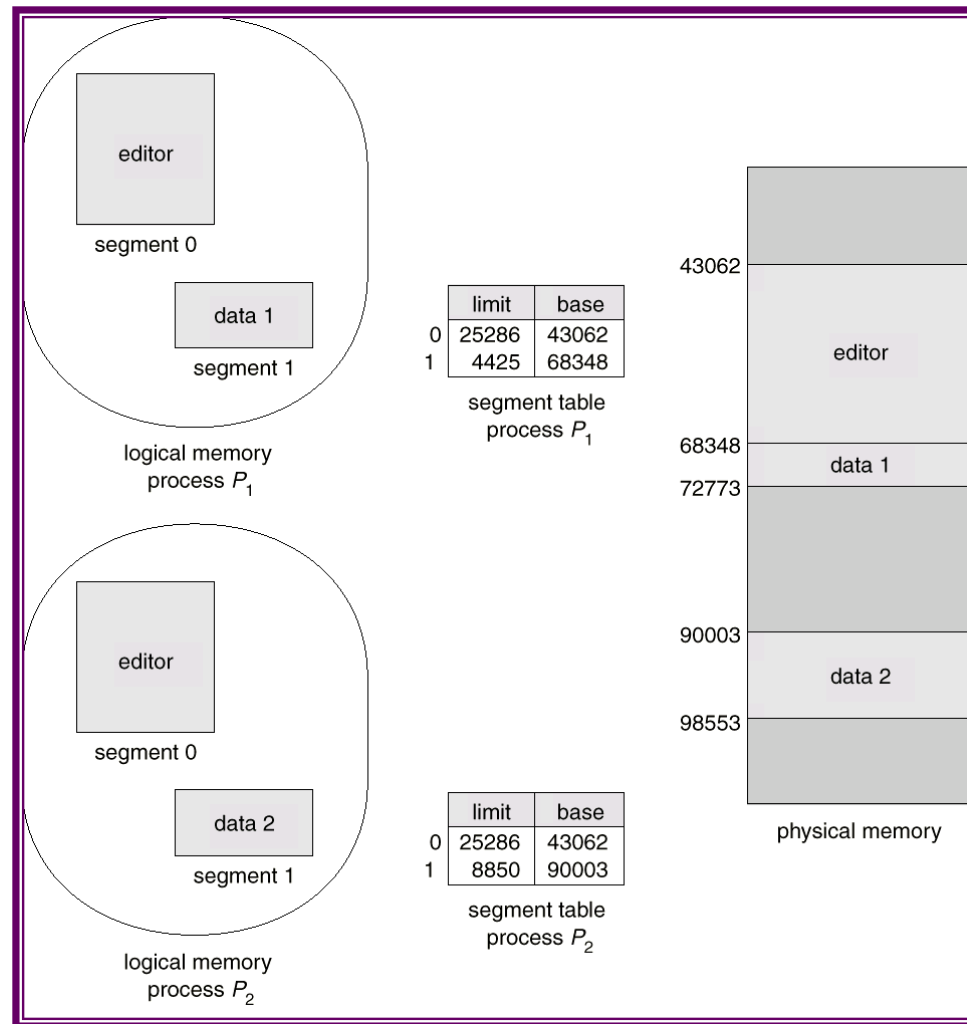 editor
segment 0
data 1
segment 1
logical memory
process P1
limit base
0 25286 43062
1 4425 68348
segment table
process P1
editor
segment 0
data 2
segment 1
logical memory
process P2
limit base
0 25286 43062
1 8850 90003
segment table
process P2
43062
editor
68348
data 1
72773
90003
data 2
98553
physical memory